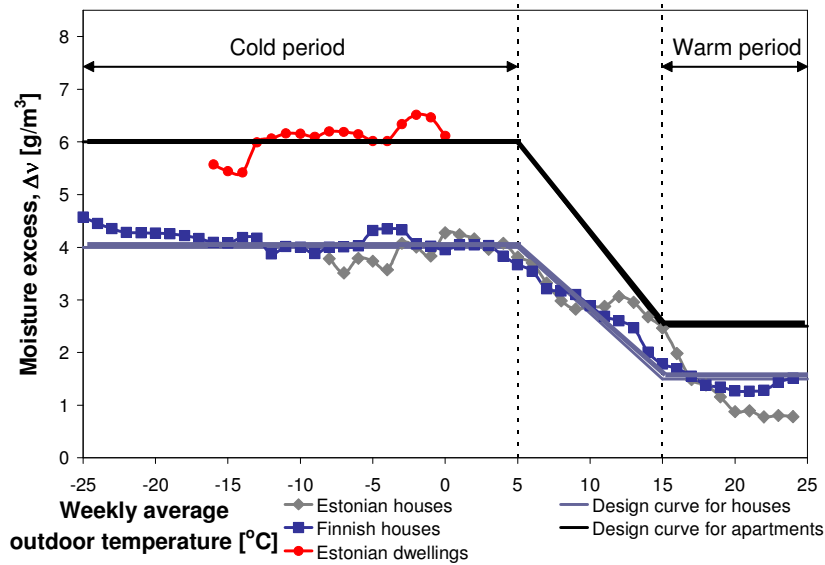 Cold period
Warm period
8
7
6
5
4
3
2
1
0
Moisture excess, Δν [g/m³]
-25 -20 -15 -10 -5 0 5 10 15 20 25
Weekly average
outdoor temperature [°C]
Estonian houses
Finnish houses
Estonian dwellings
Design curve for houses
Design curve for apartments